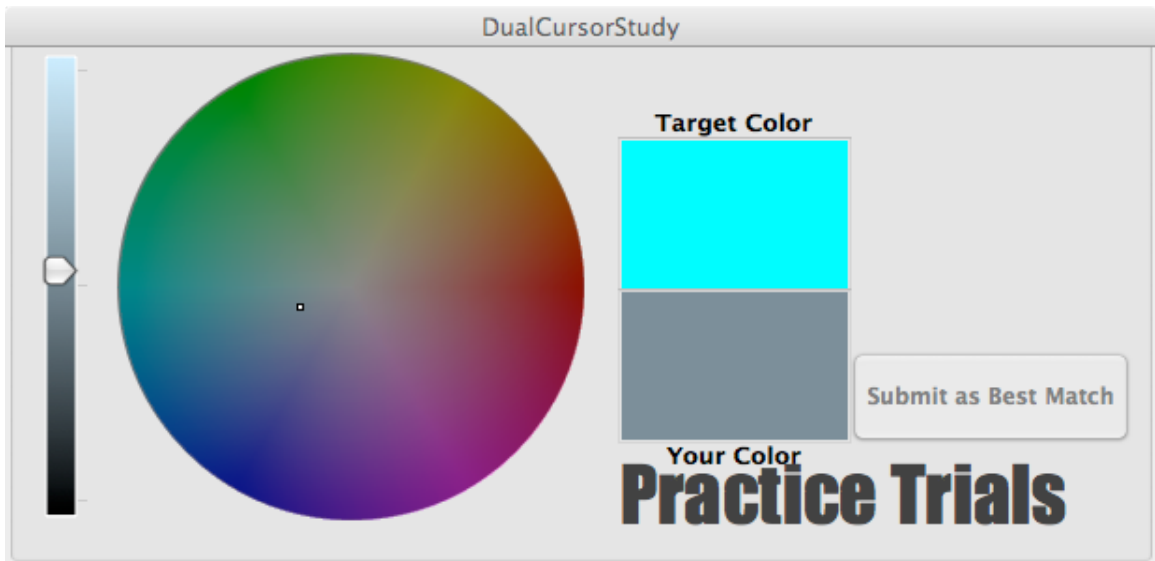 DualCursorStudy
Target Color
Submit as Best Match
Your Color
Practice Trials